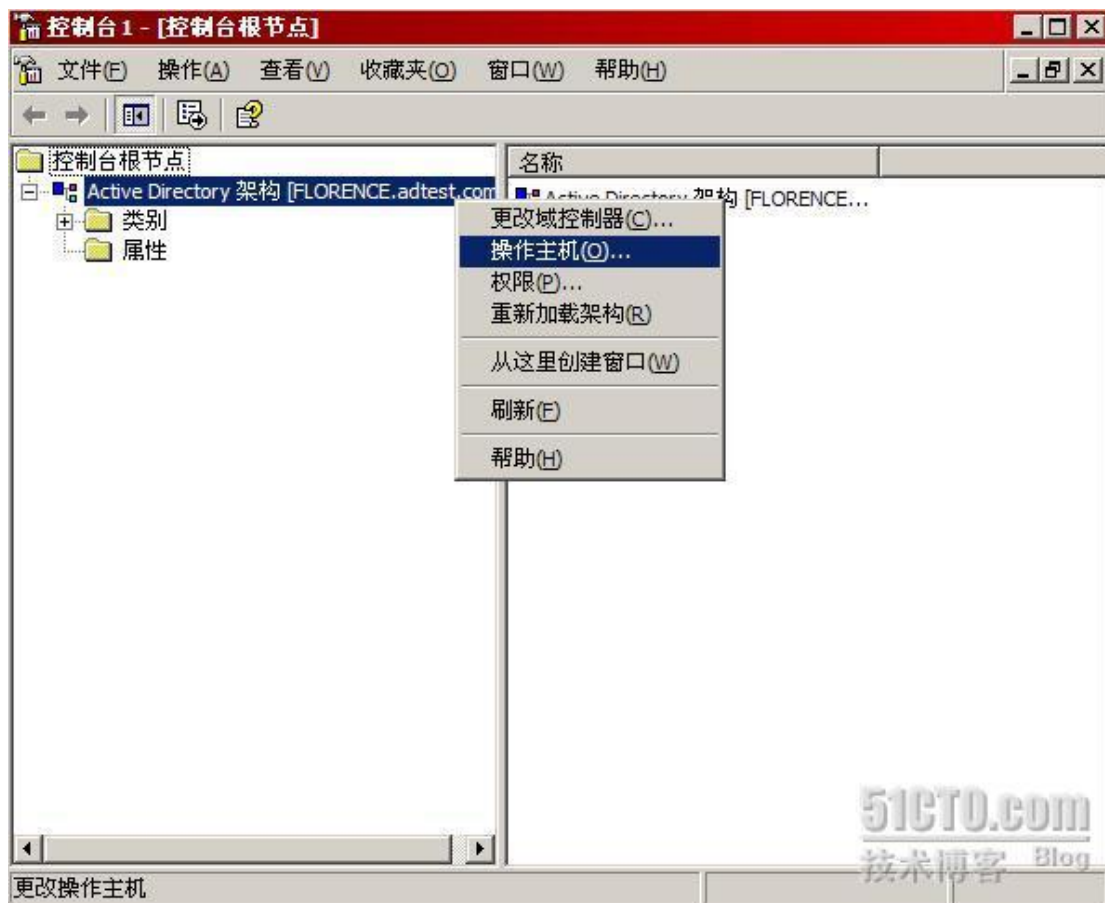 控制台1 - [控制台根节点]
文件(F) 操作(A) 查看(V) 收藏夹(O) 窗口(W) 帮助(H)
控制台根节点
Active Directory 架构 [FLORENCE.adtest.com
类别
属性
名称
Active Directory 架构 [FLORENCE...
更改域控制器(C)...
操作主机(O)...
权限(P)...
重新加载架构(R)
从这里创建窗口(W)
刷新(F)
帮助(H)
更改操作主机
51CTO.com
技术博客 Blog